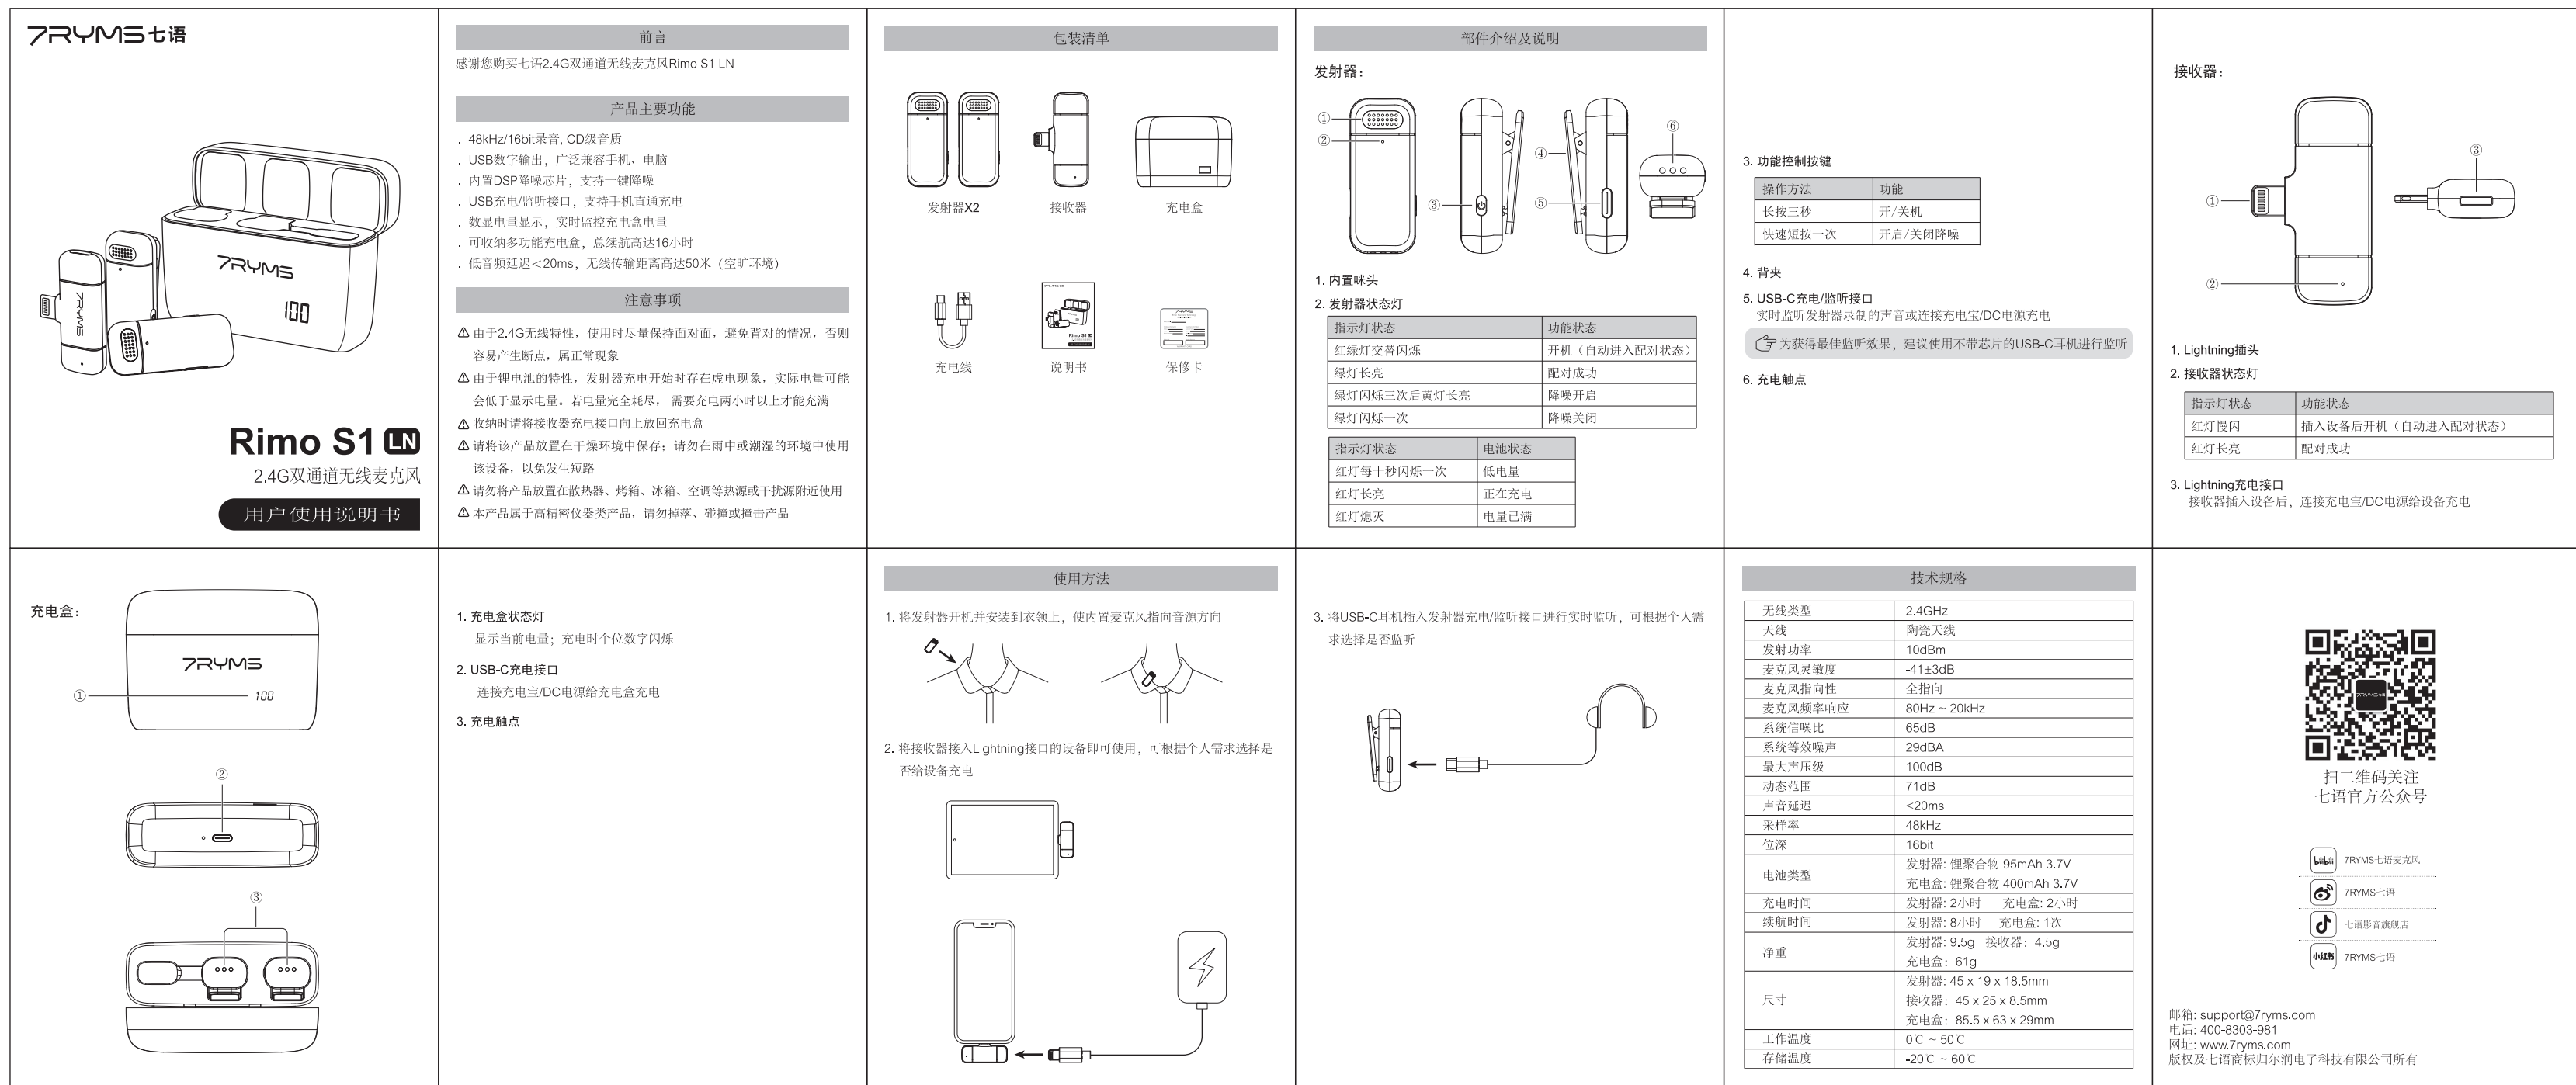 7RYMS七语
7RYMS
100
7RYMS
Rimo S1 LN
2.4G双通道无线麦克风
用户使用说明书
前言
感谢您购买七语2.4G双通道无线麦克风Rimo S1 LN
产品主要功能
. 48kHz/16bit录音, CD级音质
. USB数字输出，广泛兼容手机、电脑
. 内置DSP降噪芯片，支持一键降噪
. USB充电/监听接口，支持手机直通充电
. 数显电量显示，实时监控充电盒电量
. 可收纳多功能充电盒，总续航高达16小时
. 低音频延迟＜20ms，无线传输距离高达50米（空旷环境）
注意事项
⚠ 由于2.4G无线特性，使用时尽量保持面对面，避免背对的情况，否则
容易产生断点，属正常现象
⚠ 由于锂电池的特性，发射器充电开始时存在虚电现象，实际电量可能
会低于显示电量。若电量完全耗尽， 需要充电两小时以上才能充满
⚠ 收纳时请将接收器充电接口向上放回充电盒
⚠ 请将该产品放置在干燥环境中保存；请勿在雨中或潮湿的环境中使用
该设备，以免发生短路
⚠ 请勿将产品放置在散热器、烤箱、冰箱、空调等热源或干扰源附近使用
⚠ 本产品属于高精密仪器类产品，请勿掉落、碰撞或撞击产品
包装清单
发射器X2
接收器
充电盒
Rimo S1
充电线
说明书
保修卡
部件介绍及说明
发射器：
①
②
③
④
⑤
⑥
1. 内置咪头
2. 发射器状态灯
指示灯状态 功能状态
红绿灯交替闪烁 开机（自动进入配对状态）
绿灯长亮 配对成功
绿灯闪烁三次后黄灯长亮 降噪开启
绿灯闪烁一次 降噪关闭
指示灯状态 电池状态
红灯每十秒闪烁一次 低电量
红灯长亮 正在充电
红灯熄灭 电量已满
3. 功能控制按键
操作方法 功能
长按三秒 开/关机
快速短按一次 开启/关闭降噪
4. 背夹
5. USB-C充电/监听接口
实时监听发射器录制的声音或连接充电宝/DC电源充电
为获得最佳监听效果，建议使用不带芯片的USB-C耳机进行监听
6. 充电触点
接收器：
①
②
③
1. Lightning插头
2. 接收器状态灯
指示灯状态 功能状态
红灯慢闪 插入设备后开机（自动进入配对状态）
红灯长亮 配对成功
3. Lightning充电接口
接收器插入设备后，连接充电宝/DC电源给设备充电
充电盒：
7RYMS
① 100
②
③
1. 充电盒状态灯
显示当前电量；充电时个位数字闪烁
2. USB-C充电接口
连接充电宝/DC电源给充电盒充电
3. 充电触点
使用方法
1. 将发射器开机并安装到衣领上，使内置麦克风指向音源方向
2. 将接收器接入Lightning接口的设备即可使用，可根据个人需求选择是
否给设备充电
3. 将USB-C耳机插入发射器充电/监听接口进行实时监听，可根据个人需
求选择是否监听
技术规格
无线类型 2.4GHz
天线 陶瓷天线
发射功率 10dBm
麦克风灵敏度 -41±3dB
麦克风指向性 全指向
麦克风频率响应 80Hz ~ 20kHz
系统信噪比 65dB
系统等效噪声 29dBA
最大声压级 100dB
动态范围 71dB
声音延迟 <20ms
采样率 48kHz
位深 16bit
电池类型 发射器: 锂聚合物 95mAh 3.7V
充电盒: 锂聚合物 400mAh 3.7V
充电时间 发射器: 2小时 充电盒: 2小时
续航时间 发射器: 8小时 充电盒: 1次
净重 发射器: 9.5g 接收器：4.5g
充电盒：61g
尺寸 发射器: 45 x 19 x 18.5mm
接收器：45 x 25 x 8.5mm
充电盒：85.5 x 63 x 29mm
工作温度 0℃ ~ 50℃
存储温度 -20℃ ~ 60℃
7RYMS七语
扫二维码关注
七语官方公众号
bilibili 7RYMS七语麦克风
7RYMS七语
七语影音旗舰店
小红书 7RYMS七语
邮箱: support@7ryms.com
电话: 400-8303-981
网址: www.7ryms.com
版权及七语商标归尔润电子科技有限公司所有